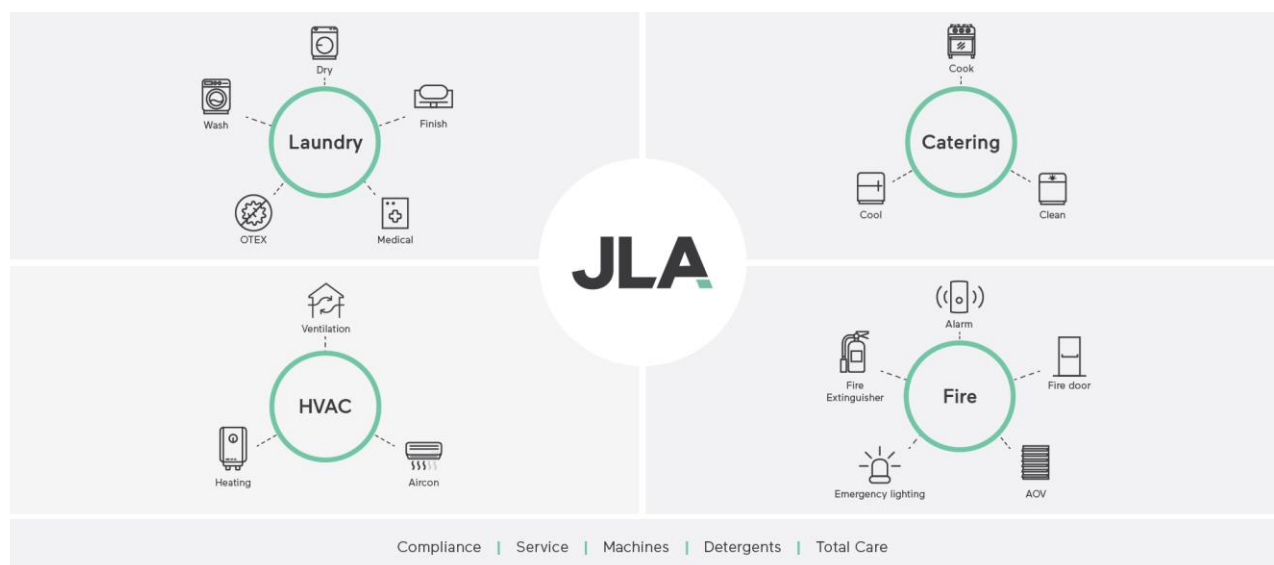 Dry
Wash
Finish
Laundry
OTEX
Medical
Cook
Catering
Cool
Clean
JLA
Ventilation
HVAC
Heating
Aircon
Alarm
Fire
Extinguisher
Fire door
Fire
Emergency lighting
AOV
Compliance | Service | Machines | Detergents | Total Care